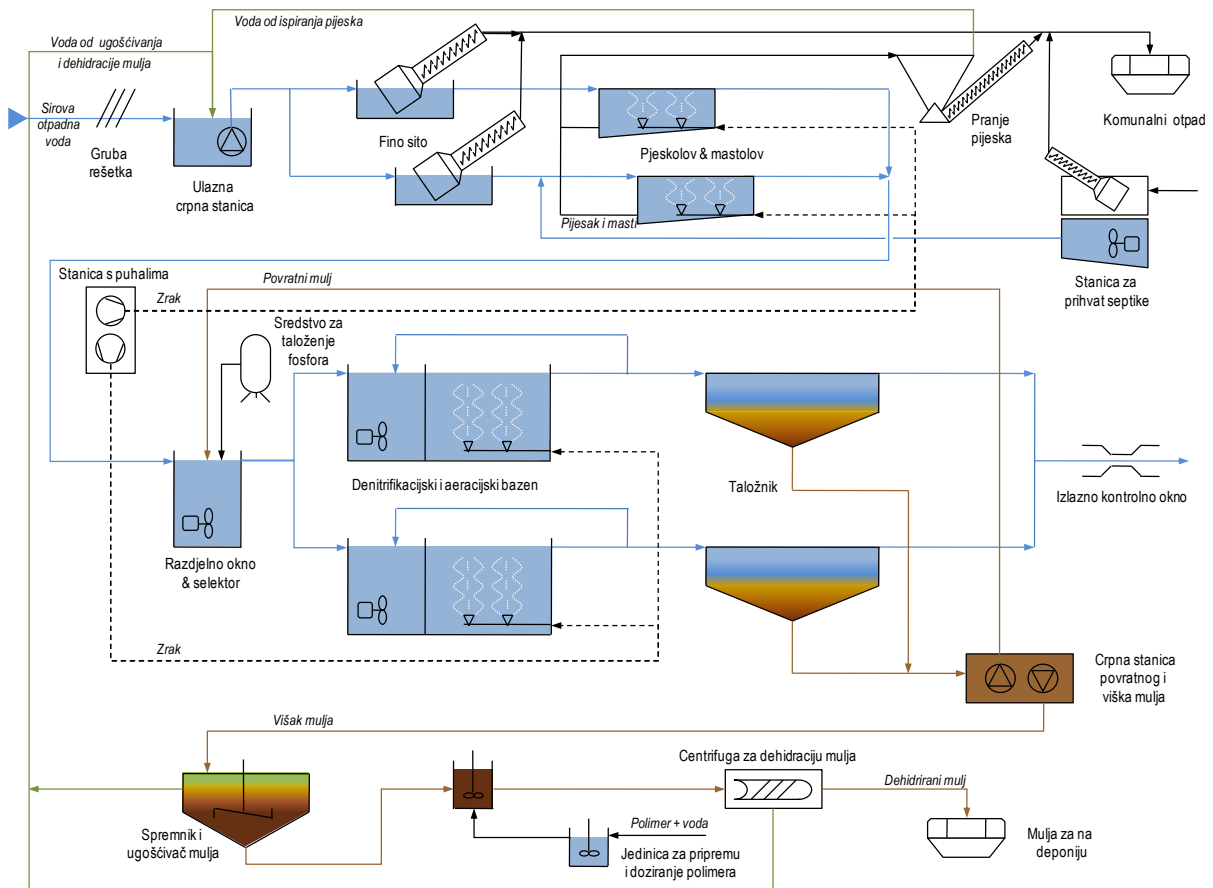 Voda od ispiranja pijeska
Voda od ugošćivanja
i dehidracije mulja
Sirova
otpadna
voda
Gruba
rešetka
Ulazna
crpna stanica
Fino sito
Pjeskolov & mastolov
Pijesak i masti
Pranje
pijeska
Komunalni otpad
Stanica za
prihvat septike
Stanica s puhalima
Zrak
Povratni mulj
Sredstvo za
taloženje
fosfora
Denitrifikacijski i aeracijski bazen
Taložnik
Izlazno kontrolno okno
Razdjelno okno
& selektor
Zrak
Crpna stanica
povratnog i
viška mulja
Višak mulja
Spremnik i
ugošćivač mulja
Centrifuga za dehidraciju mulja
Dehidrirani mulj
Polimer + voda
Jedinica za pripremu
i doziranje polimera
Mulja za na
deponiju